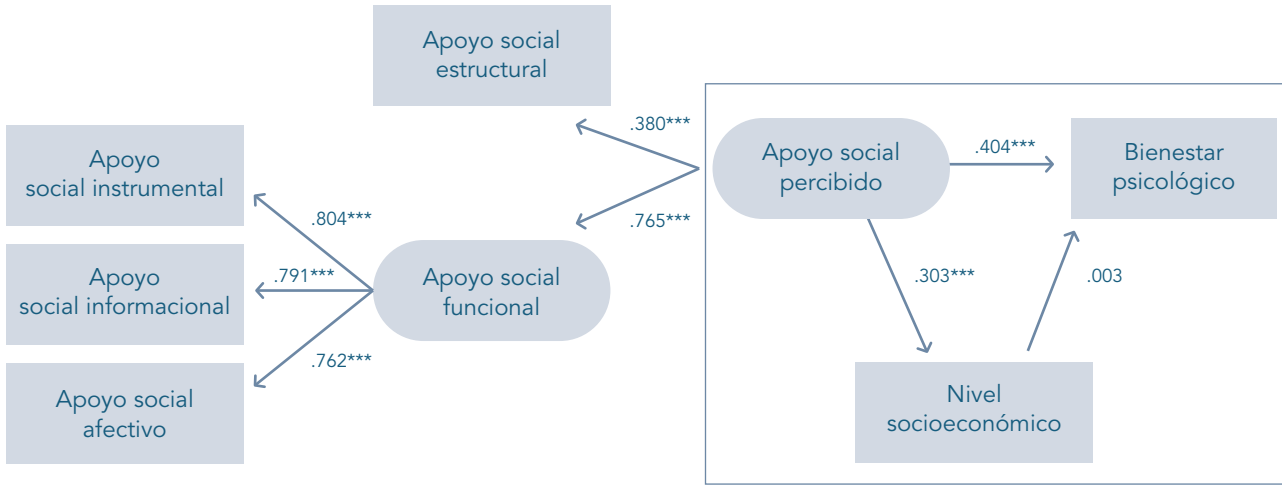 Apoyo social
estructural
.380***
Apoyo social
percibido
.404***
Bienestar
psicológico
Apoyo
social instrumental
.804***
.765***
Apoyo
social informacional
.791***
Apoyo social
funcional
.303***
.003
.762***
Apoyo social
afectivo
Nivel
socioeconómico